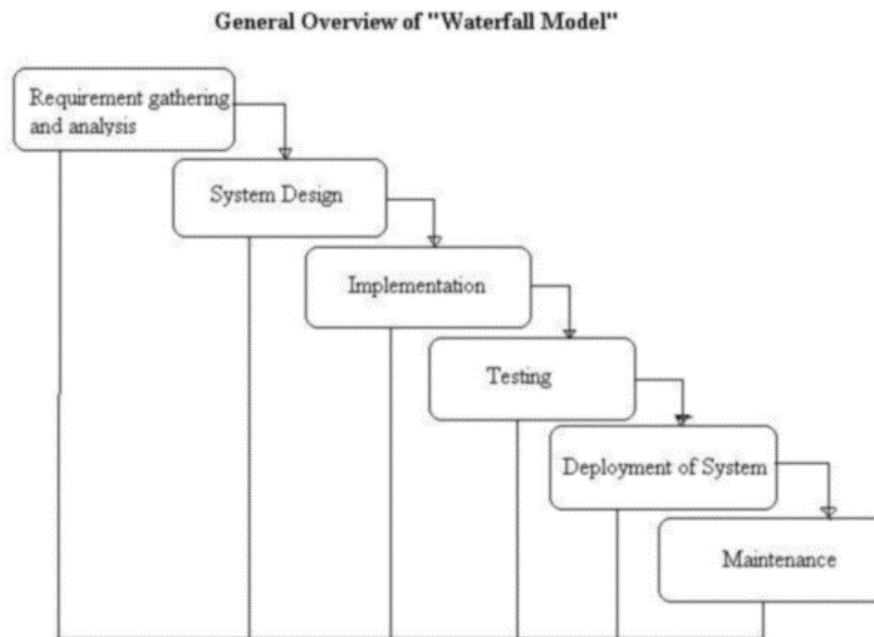 General Overview of "Waterfall Model"
Requirement gathering
and analysis
System Design
Implementation
Testing
Deployment of System
Maintenance